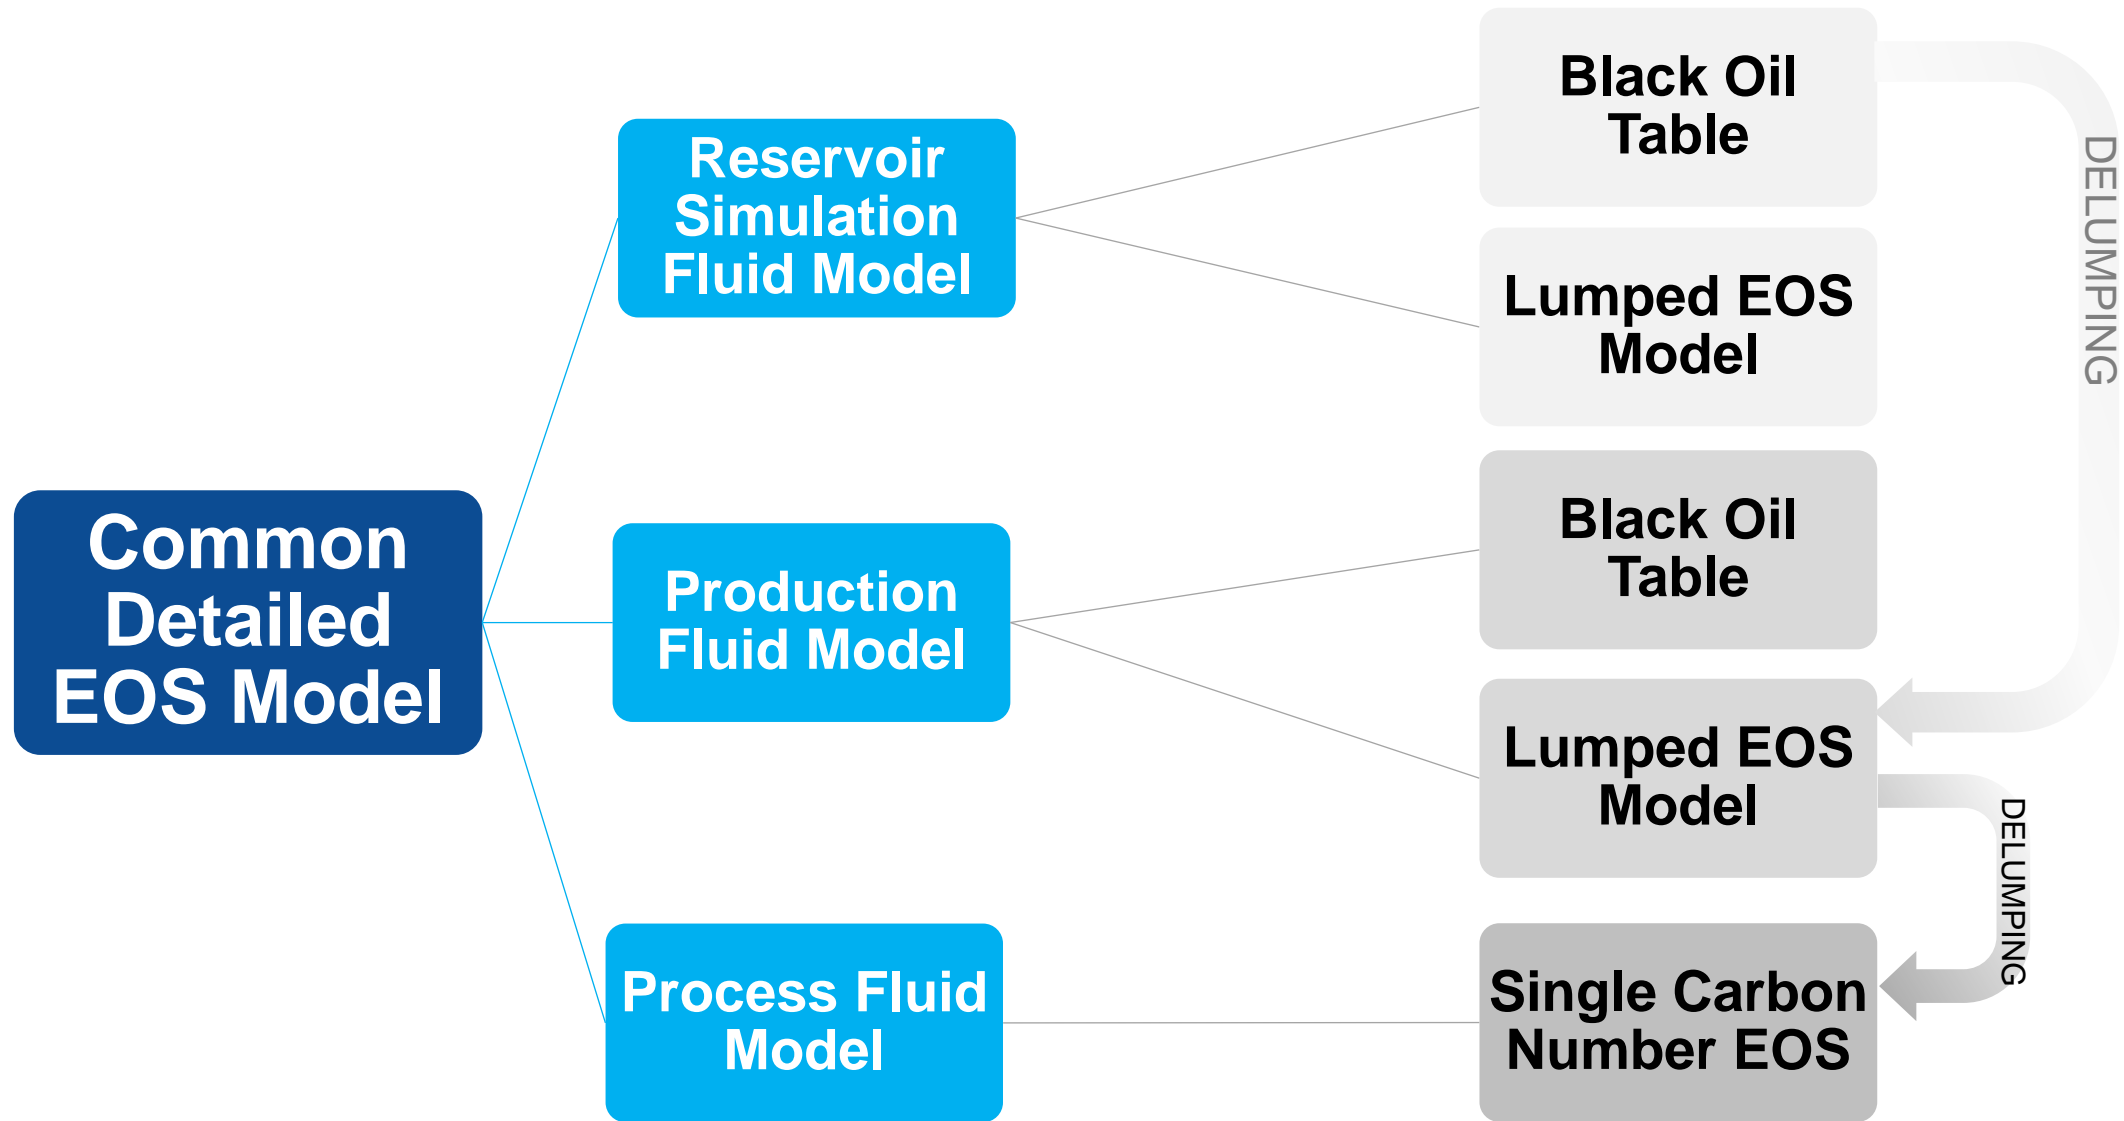 Common
Detailed
EOS Model
Reservoir
Simulation
Fluid Model
Production
Fluid Model
Process Fluid
Model
Black Oil
Table
Lumped EOS
Model
Black Oil
Table
Lumped EOS
Model
Single Carbon
Number EOS
DELUMPING
DELUMPING